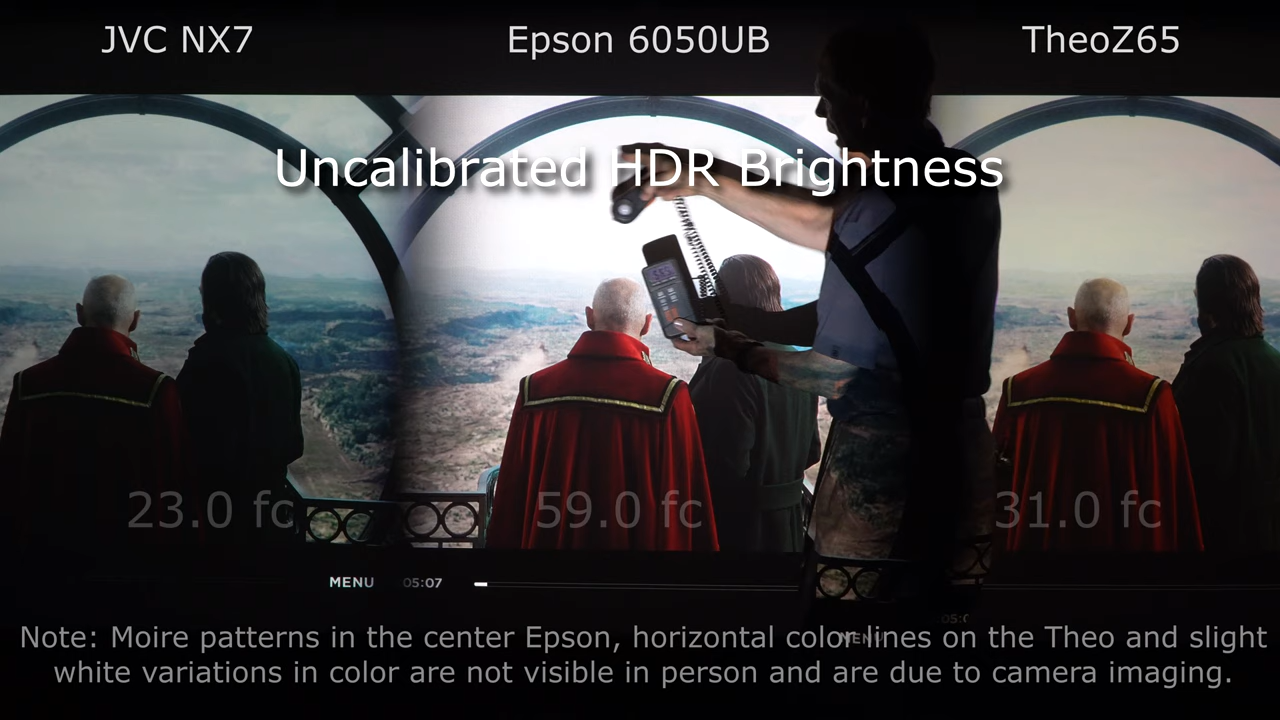 JVC NX7
Epson 6050UB
TheoZ65
Uncalibrated HDR Brightness
23.0 fc
59.0 fc
31.0 fc
MENU 05:07
Note: Moire patterns in the center Epson, horizontal color lines on the Theo and slight
white variations in color are not visible in person and are due to camera imaging.